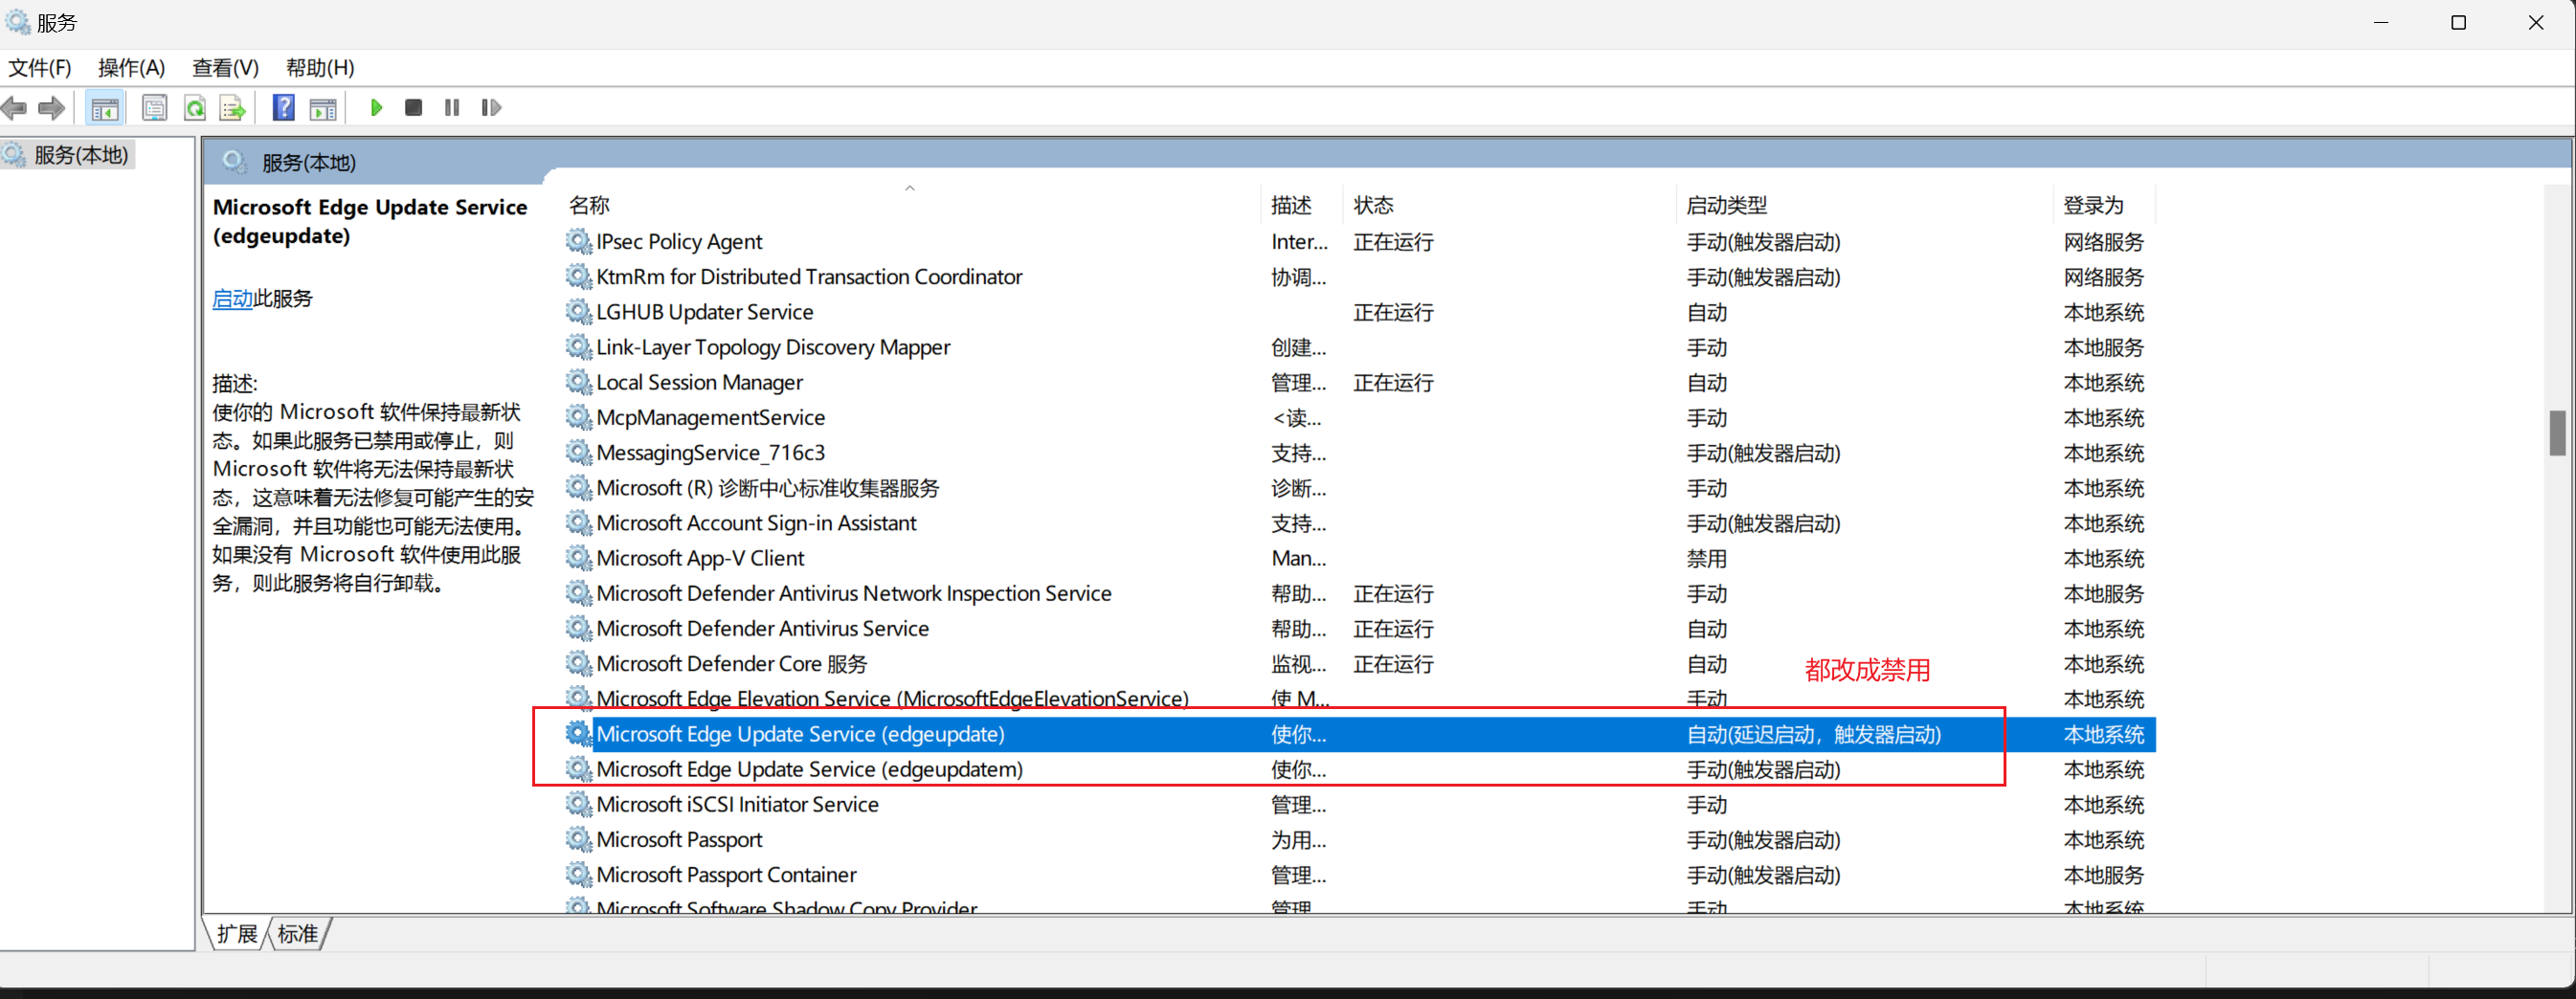 服务
文件(F) 操作(A) 查看(V) 帮助(H)
服务(本地)
服务(本地)
Microsoft Edge Update Service (edgeupdate)
启动此服务
描述:
使你的 Microsoft 软件保持最新状
态。如果此服务已禁用或停止，则
Microsoft 软件将无法保持最新状
态，这意味着无法修复可能产生的安
全漏洞，并且功能也可能无法使用。
如果没有 Microsoft 软件使用此服
务，则此服务将自行卸载。
名称 描述 状态 启动类型 登录为
IPsec Policy Agent Inter... 正在运行 手动(触发器启动) 网络服务
KtmRm for Distributed Transaction Coordinator 协调... 手动(触发器启动) 网络服务
LGHUB Updater Service 正在运行 自动 本地系统
Link-Layer Topology Discovery Mapper 创建... 手动 本地服务
Local Session Manager 管理... 正在运行 自动 本地系统
McpManagementService <读... 手动 本地系统
MessagingService_716c3 支持... 手动(触发器启动) 本地系统
Microsoft (R) 诊断中心标准收集器服务 诊断... 手动 本地系统
Microsoft Account Sign-in Assistant 支持... 手动(触发器启动) 本地系统
Microsoft App-V Client Man... 禁用 本地系统
Microsoft Defender Antivirus Network Inspection Service 帮助... 正在运行 手动 本地服务
Microsoft Defender Antivirus Service 帮助... 正在运行 自动 本地系统
Microsoft Defender Core 服务 监视... 正在运行 自动 本地系统
都改成禁用
Microsoft Edge Elevation Service (MicrosoftEdgeElevationService) 使 M... 手动 本地系统
Microsoft Edge Update Service (edgeupdate) 使你... 自动(延迟启动，触发器启动) 本地系统
Microsoft Edge Update Service (edgeupdatem) 使你... 手动(触发器启动) 本地系统
Microsoft iSCSI Initiator Service 管理... 手动 本地系统
Microsoft Passport 为用... 手动(触发器启动) 本地系统
Microsoft Passport Container 管理... 手动(触发器启动) 本地服务
Microsoft Software Shadow Copy Provider 管理 手动 本地系统
扩展 标准